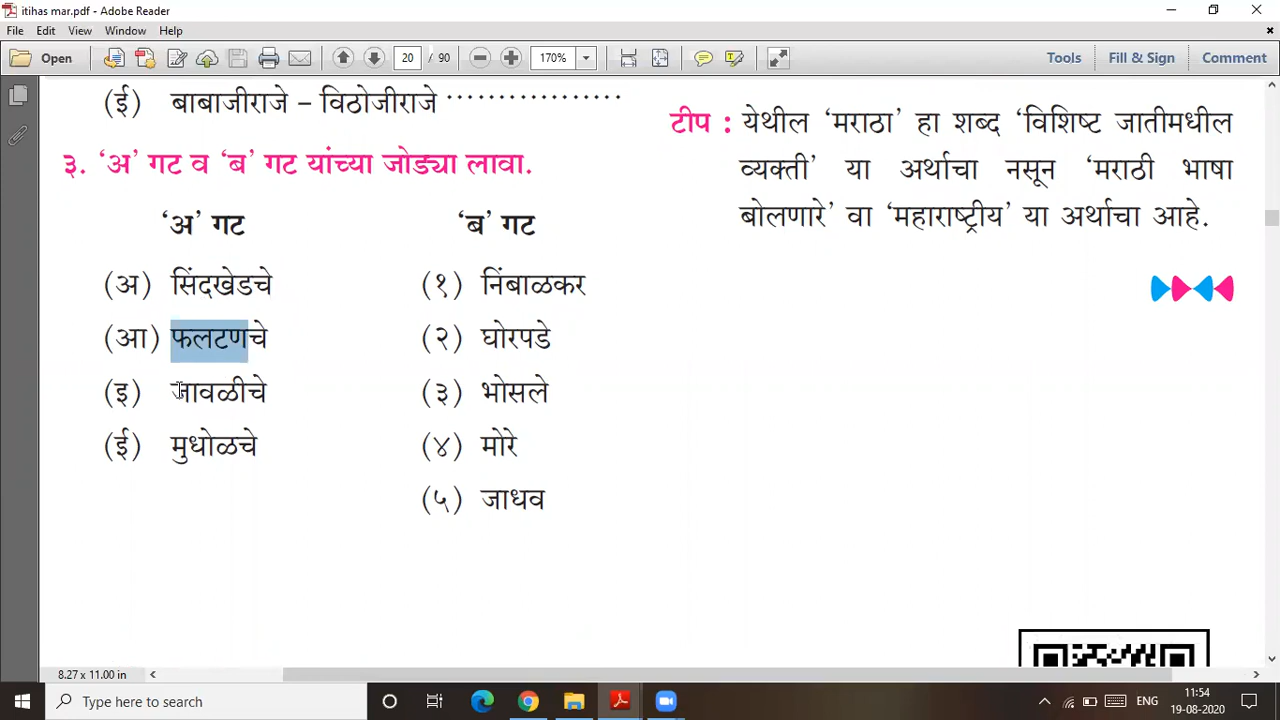 itihas mar.pdf - Adobe Reader
File Edit View Window Help
Open 20 / 90 170% Tools Fill & Sign Comment
(ई) बाबाजीराजे – विठोजीराजे ..................
३. ‘अ’ गट व ‘ब’ गट यांच्या जोड्या लावा.
‘अ’ गट ‘ब’ गट
(अ) सिंदखेडचे (१) निंबाळकर
(आ) फलटणचे (२) घोरपडे
(इ) जावळीचे (३) भोसले
(ई) मुधोळचे (४) मोरे
(५) जाधव
टीप : येथील ‘मराठा’ हा शब्द ‘विशिष्ट जातीमधील
व्यक्ती’ या अर्थाचा नसून ‘मराठी भाषा
बोलणारे’ वा ‘महाराष्ट्रीय’ या अर्थाचा आहे.
8.27 x 11.00 in
Type here to search
ENG
11:54
19-08-2020